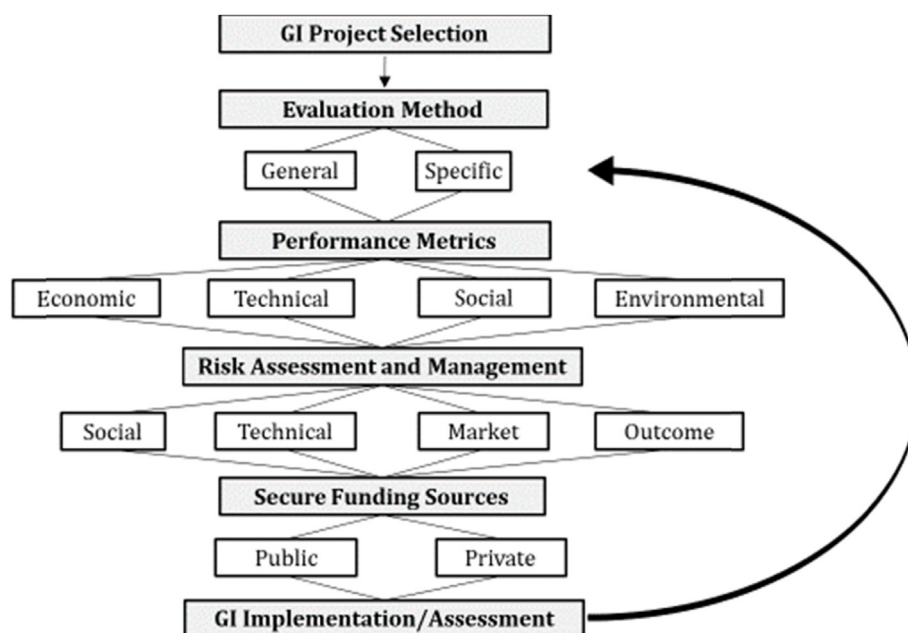 GI Project Selection
Evaluation Method
General
Specific
Performance Metrics
Economic
Technical
Social
Environmental
Risk Assessment and Management
Social
Technical
Market
Outcome
Secure Funding Sources
Public
Private
GI Implementation/Assessment